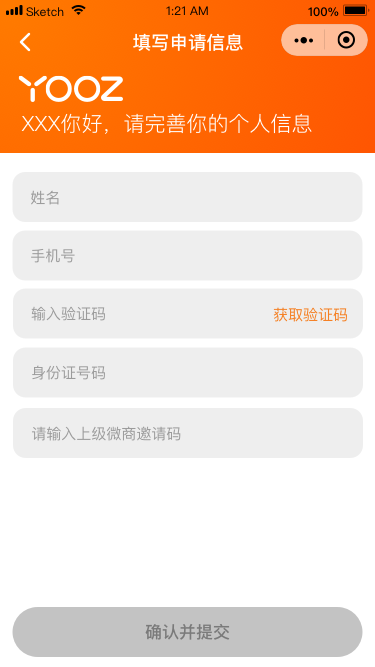 Sketch
1:21 AM
100%
填写申请信息
YOOZ
XXX你好，请完善你的个人信息
姓名
手机号
输入验证码
获取验证码
身份证号码
请输入上级微商邀请码
确认并提交